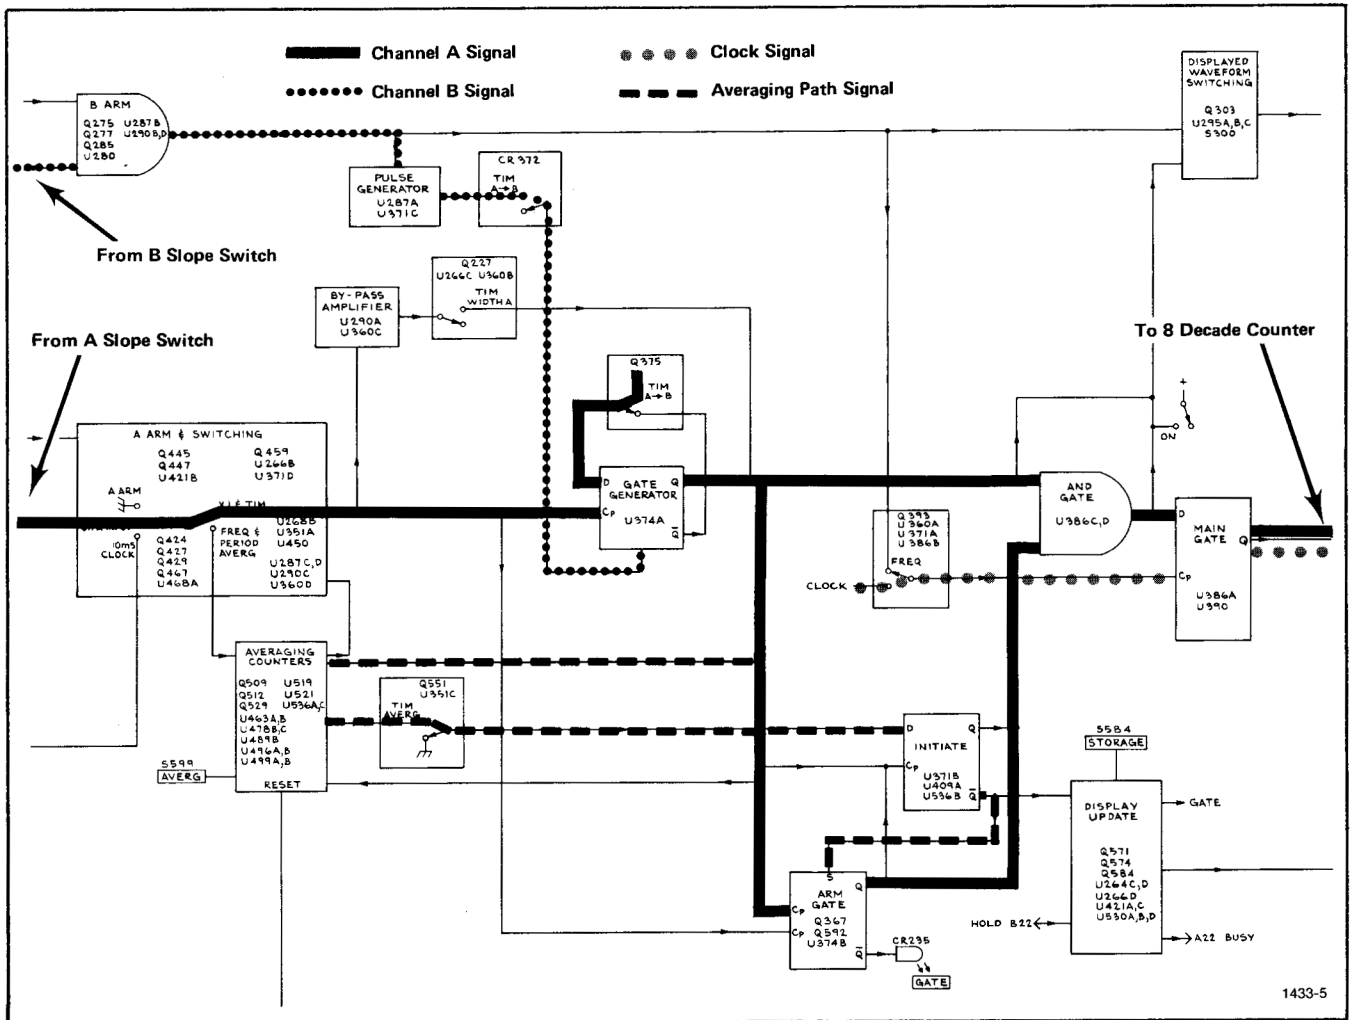 Channel A Signal
Clock Signal
Channel B Signal
Averaging Path Signal
DISPLAYED
WAVEFORM
SWITCHING
Q303
U295A,B,C
S300
B ARM
Q275 U287B
Q277 U290B,D
Q285
U280
PULSE
GENERATOR
U287A
U371C
CR372
TIM
A→B
From B Slope Switch
Q227
U266C U360B
TIM
WIDTHA
BY-PASS
AMPLIFIER
U290A
U360C
From A Slope Switch
To 8 Decade Counter
Q375
TIM
A→B
+
ON
A ARM & SWITCHING
Q445 Q459
Q447 U266B
U421B U371D
A ARM
10mS
CLOCK
Q424
Q427
Q429
Q467
U468A
FREQ &
PERIOD
AVERG
U268B
U351A
U450
U287C,D
U290C
U360D
D Q
GATE
GENERATOR
Cp
U374A
Q̅
AND
GATE
U386C,D
Q393
U360A
U371A
U386B
FREQ
CLOCK
D
MAIN
GATE
Q
Cp
U386A
U390
AVERAGING
COUNTERS
Q509 U519
Q512 U521
Q529 U536A,C
U463A,B
U478B,C
U489B
U496A,B
U499A,B
RESET
S599
AVERG
Q551
U351C
TIM
AVERG
D Q
INITIATE
Cp
U371B
U409A
U536B
Q̅
S584
STORAGE
DISPLAY
UPDATE
Q571
Q574
Q584
U264C,D
U266D
U421A,C
U530A,B,D
GATE
HOLD B22
A22 BUSY
S
ARM
GATE
Q
Cp
Cp
Q367
Q592
U374B
Q̅
CR235
GATE
1433-5